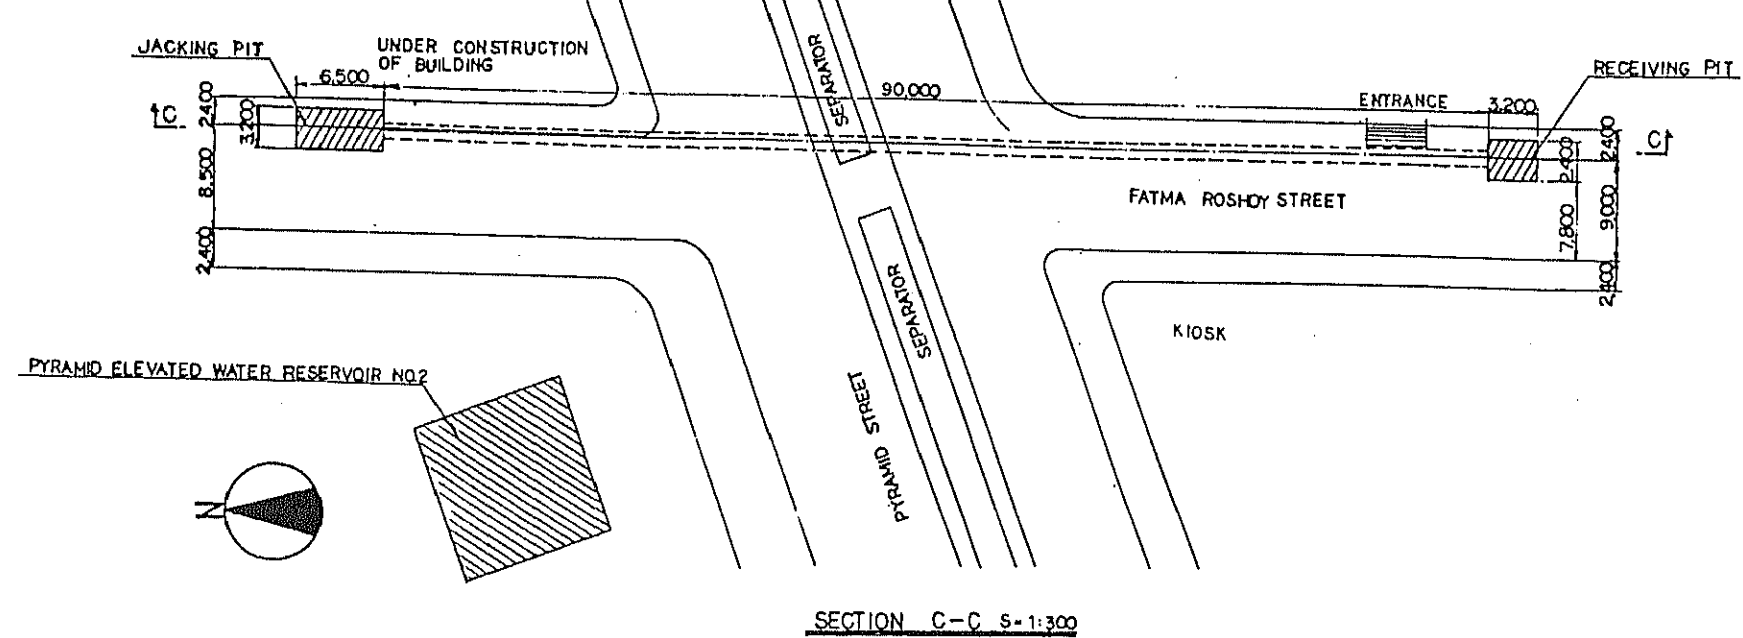 JACKING PIT
UNDER CONSTRUCTION
OF BUILDING
6,500
90,000
SEPARATOR
ENTRANCE
3,200
RECEIVING PIT
C
C
2,400
3,200
8,500
2,400
2,400
2,400
9,000
7,800
2,400
FATMA ROSHDY STREET
SEPARATOR
KIOSK
PYRAMID STREET
PYRAMID ELEVATED WATER RESERVOIR NO.2
N
SECTION C-C S=1:300